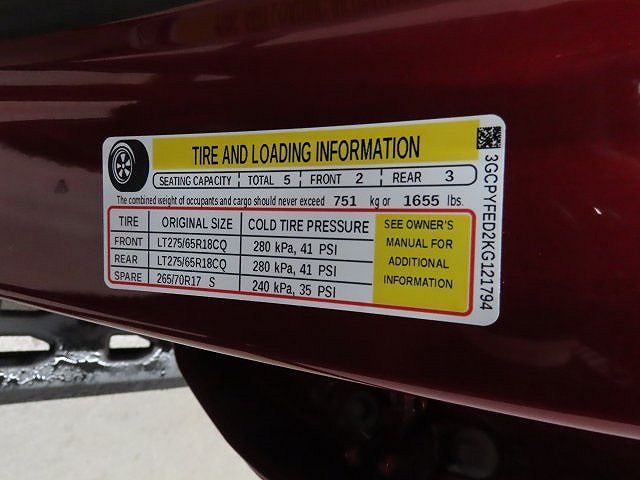 TIRE AND LOADING INFORMATION
SEATING CAPACITY TOTAL 5 FRONT 2 REAR 3
The combined weight of occupants and cargo should never exceed 751 kg or 1655 lbs.
TIRE ORIGINAL SIZE COLD TIRE PRESSURE
FRONT LT275/65R18CQ 280 kPa, 41 PSI
REAR LT275/65R18CQ 280 kPa, 41 PSI
SPARE 265/70R17 S 240 kPa, 35 PSI
SEE OWNER'S
MANUAL FOR
ADDITIONAL
INFORMATION
3GCPYFED2KG121794